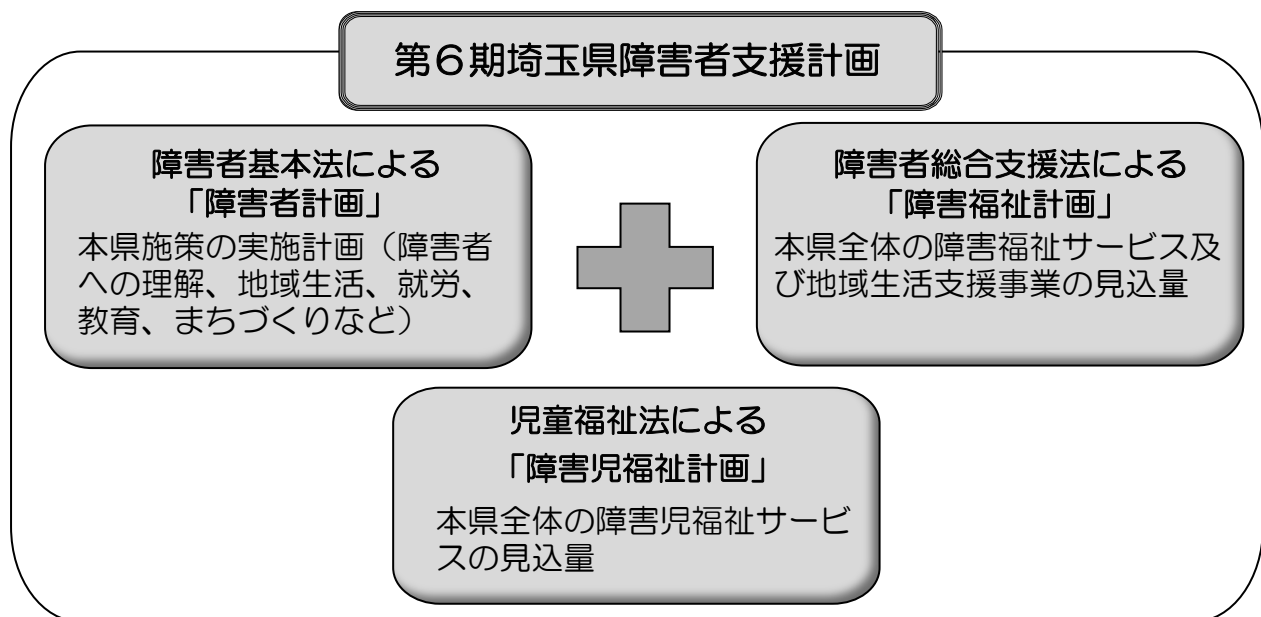 第６期埼玉県障害者支援計画
障害者基本法による
「障害者計画」
本県施策の実施計画（障害者
への理解、地域生活、就労、
教育、まちづくりなど）
障害者総合支援法による
「障害福祉計画」
本県全体の障害福祉サービス及
び地域生活支援事業の見込量
児童福祉法による
「障害児福祉計画」
本県全体の障害児福祉サービ
スの見込量